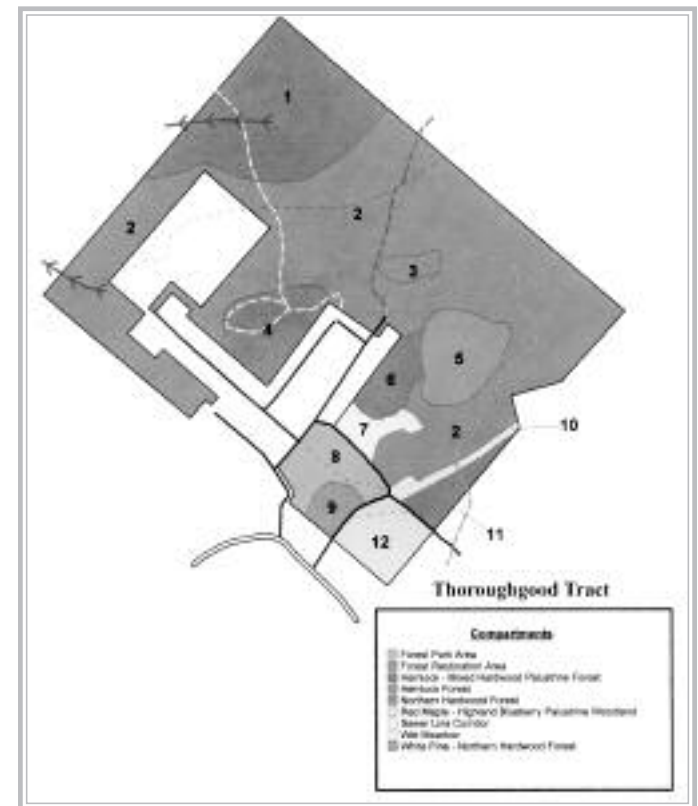 1
2
2
3
4
5
6
2
7
10
8
9
11
12
Thoroughgood Tract
Compartments
Forest Park Area
Forest Restoration Area
Hemlock - Mixed Hardwood Palustrine Forest
Hemlock Forest
Northern Hardwood Forest
Red Maple - Highland Blueberry Palustrine Woodland
Sewer Line Corridor
Wet Meadow
White Pine - Northern Hardwood Forest